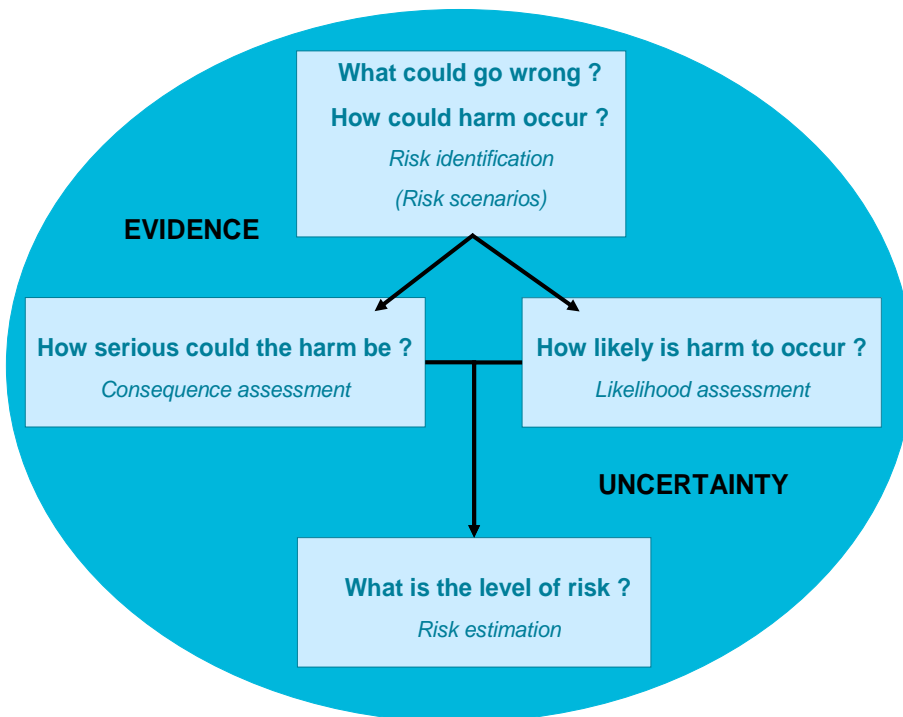 What could go wrong ?
How could harm occur ?
Risk identification
(Risk scenarios)
EVIDENCE
How serious could the harm be ?
Consequence assessment
How likely is harm to occur ?
Likelihood assessment
UNCERTAINTY
What is the level of risk ?
Risk estimation